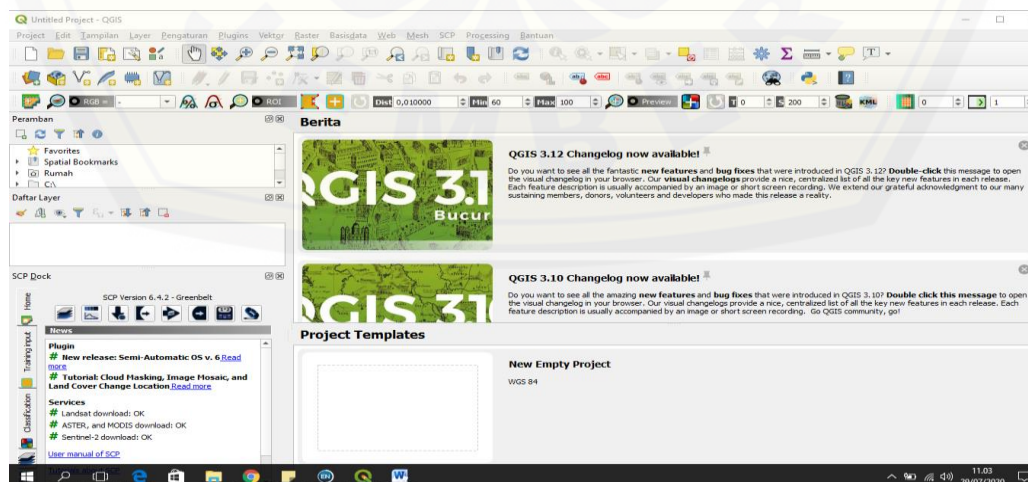 Untitled Project - QGIS
Project Edit Tampilan Layer Pengaturan Plugins Vektor Raster Basisdata Web Mesh SCP Processing Bantuan
RGB = - ROI Dist 0,010000 Min 60 Max 100 Preview T 0 S 200 KML 0 1
Peramban
Favorites
Spatial Bookmarks
Rumah
C:\
Daftar Layer
SCP Dock
Home
Training input
Classification
SCP Version 6.4.2 - Greenbelt
News
Plugin
# New release: Semi-Automatic OS v. 6 Read
more
# Tutorial: Cloud Masking, Image Mosaic, and
Land Cover Change Location Read more
Services
# Landsat download: OK
# ASTER, and MODIS download: OK
# Sentinel-2 download: OK
User manual of SCP
Berita
QGIS 3.1
Bucur
QGIS 3.12 Changelog now available!
Do you want to see all the fantastic new features and bug fixes that were introduced in QGIS 3.12? Double-click this message to open
the visual changelog in your browser. Our visual changelogs provide a nice, centralized list of all the key new features in each release.
Each feature description is usually accompanied by an image or short screen recording. We extend our grateful acknowledgment to our many
sustaining members, donors, volunteers and developers who made this release a reality.
QGIS 3.10 Changelog now available!
Do you want to see all the amazing new features and bug fixes that were introduced in QGIS 3.10? Double click this message to open
the visual changelog in your browser. Our visual changelogs provide a nice, centralized list of all the key new features in each release. Each
feature description is usually accompanied by an image or short screen recording. Go QGIS community, go!
Project Templates
New Empty Project
WGS 84
11.03
29/07/2020